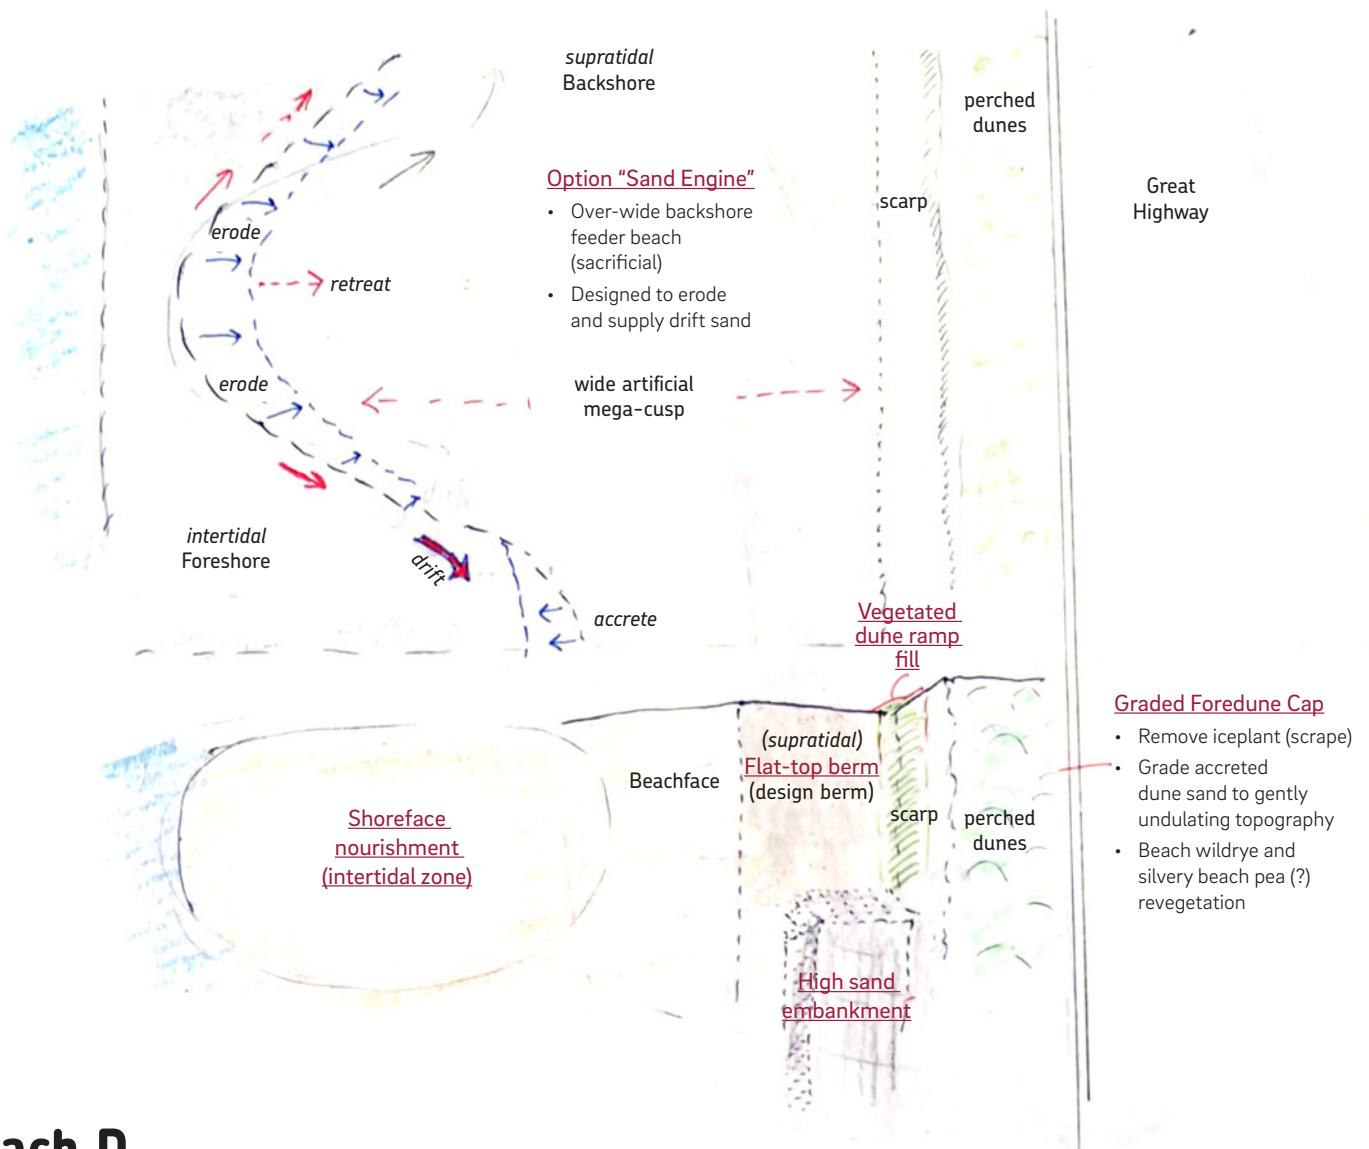 supratidal
Backshore
perched
dunes
Option “Sand Engine”
• Over-wide backshore
feeder beach
(sacrificial)
• Designed to erode
and supply drift sand
scarp
Great
Highway
erode
retreat
erode
wide artificial
mega-cusp
intertidal
Foreshore
drift
accrete
Vegetated
dune ramp
fill
Graded Foredune Cap
• Remove iceplant (scrape)
• Grade accreted
dune sand to gently
undulating topography
• Beach wildrye and
silvery beach pea (?)
revegetation
(supratidal)
Flat-top berm
(design berm)
Beachface
scarp
perched
dunes
Shoreface
nourishment
(intertidal zone)
High sand
embankment